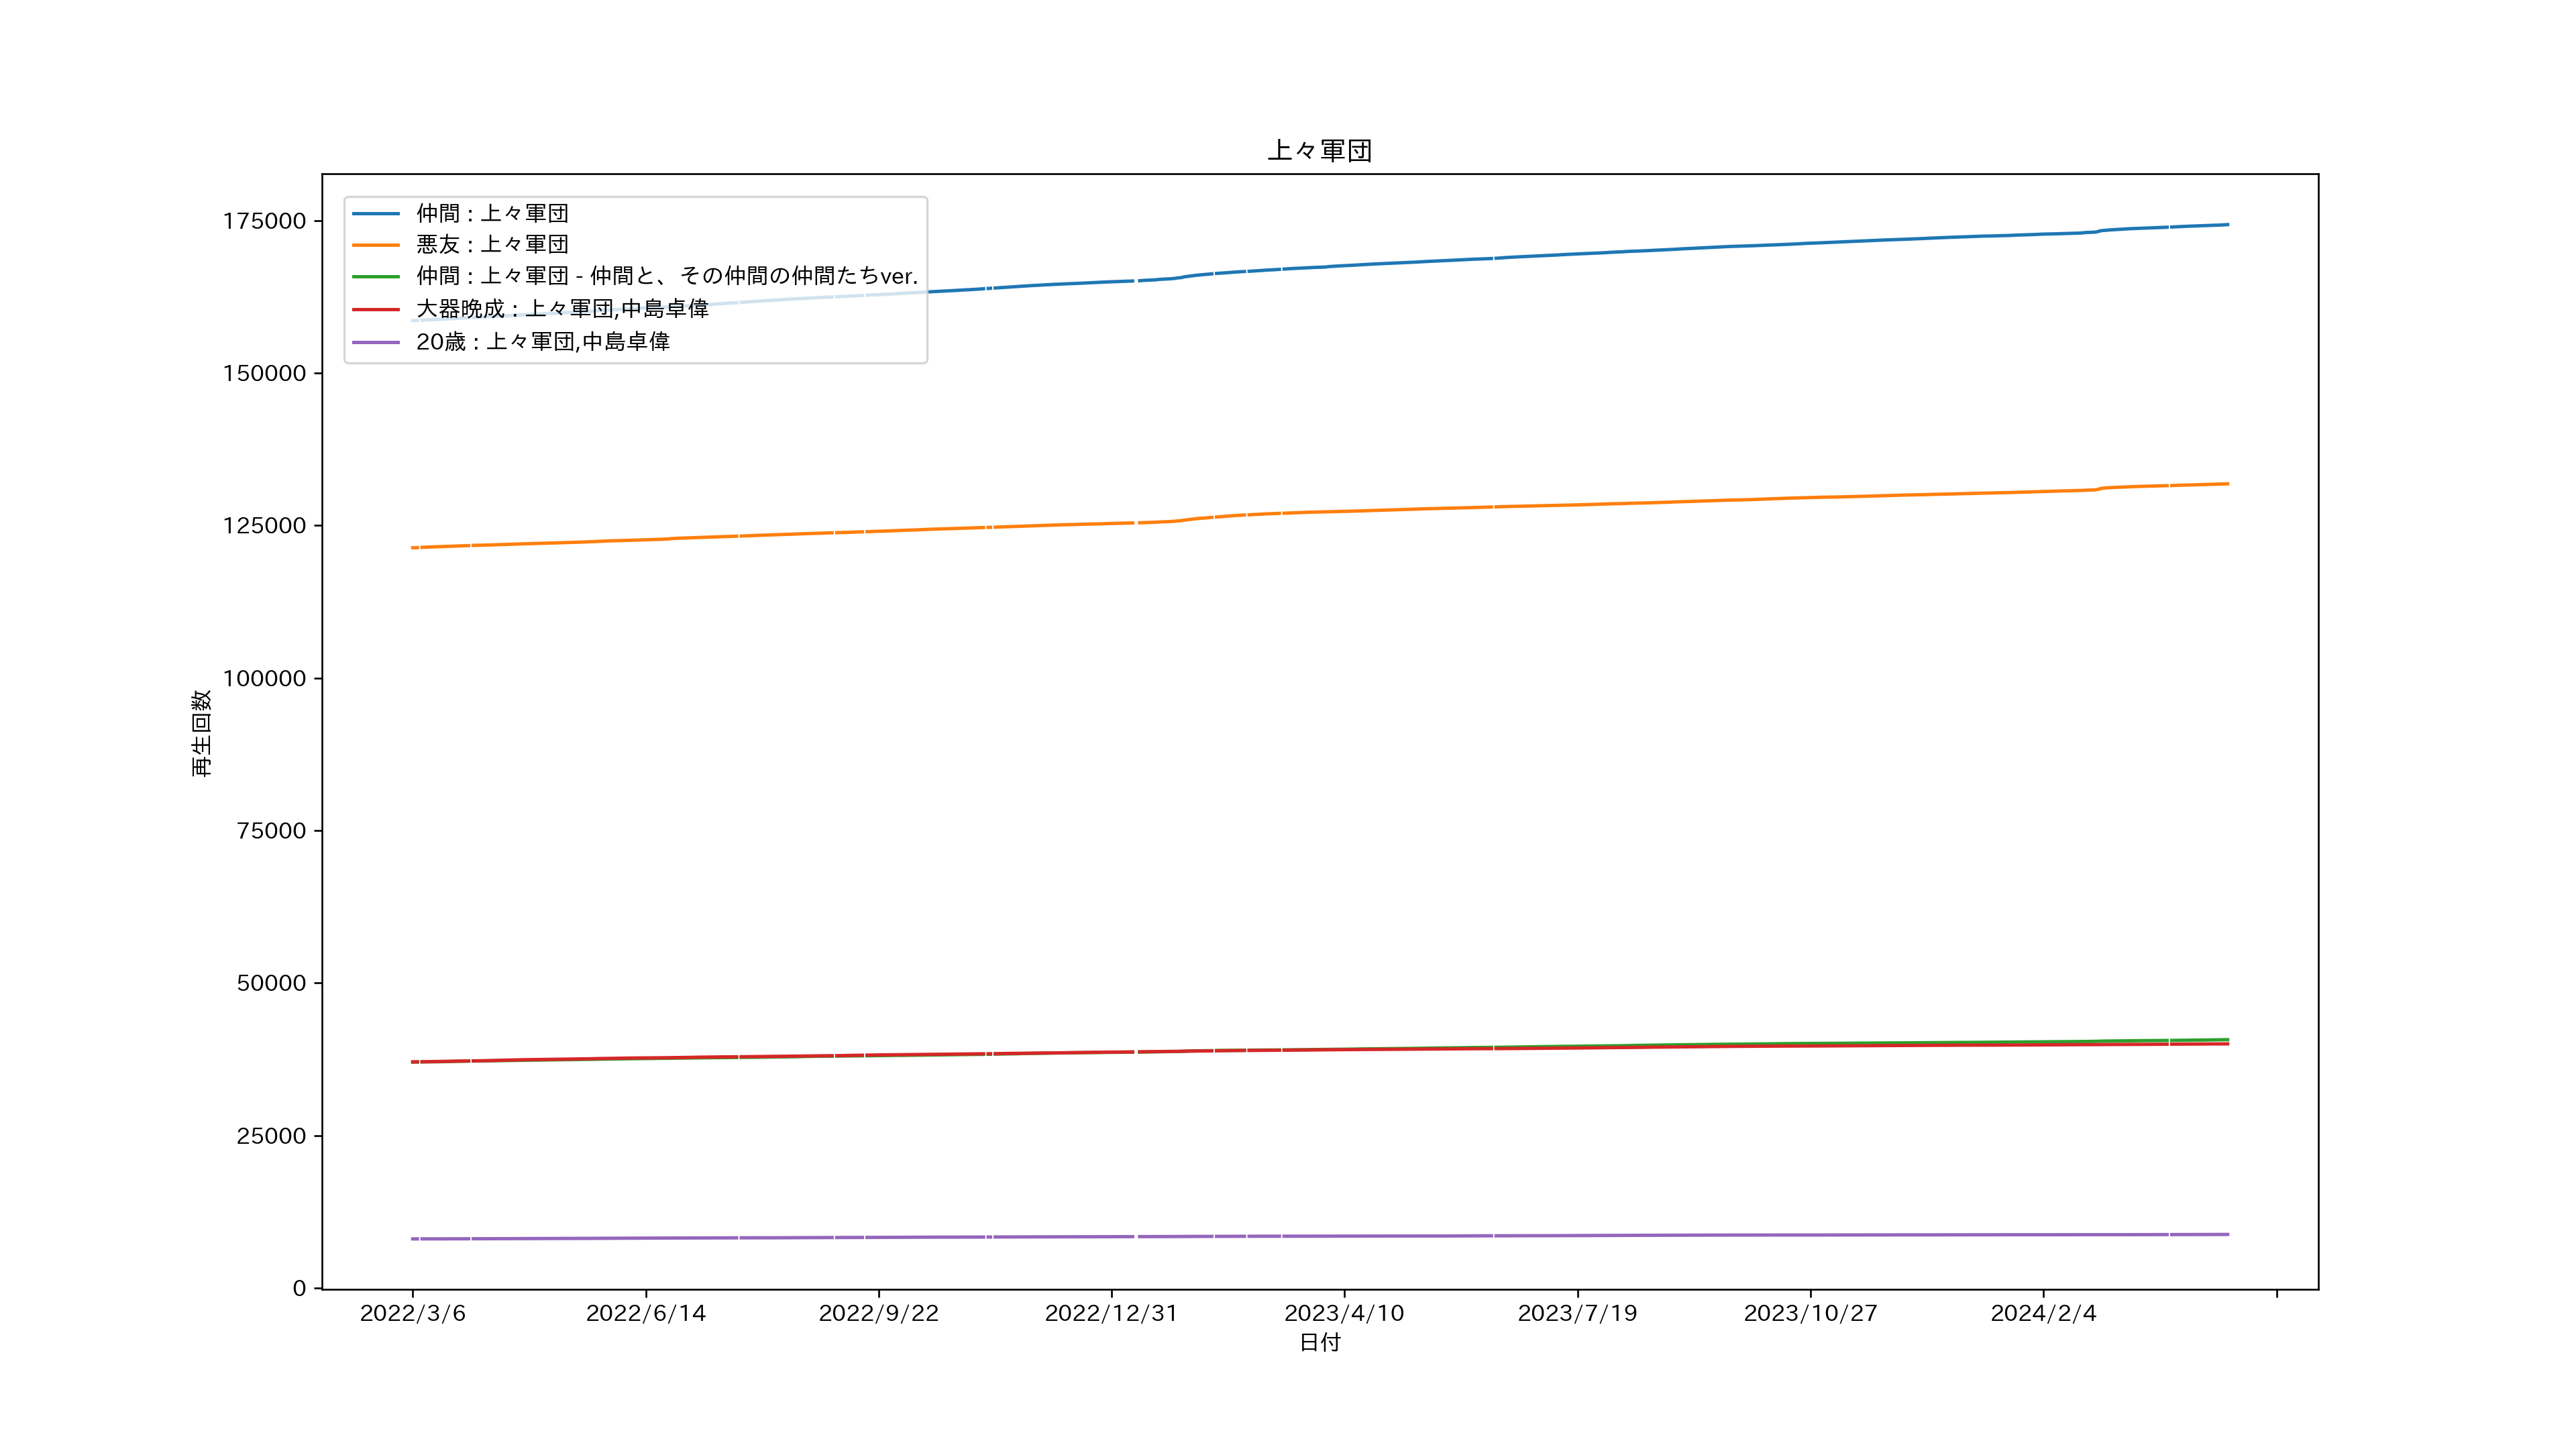 上々軍団
仲間 : 上々軍団
悪友 : 上々軍団
仲間 : 上々軍団 - 仲間と、その仲間の仲間たちver.
大器晩成 : 上々軍団,中島卓偉
20歳 : 上々軍団,中島卓偉
175000
150000
125000
100000
75000
50000
25000
0
再生回数
2022/3/6 2022/6/14 2022/9/22 2022/12/31 2023/4/10 2023/7/19 2023/10/27 2024/2/4
日付